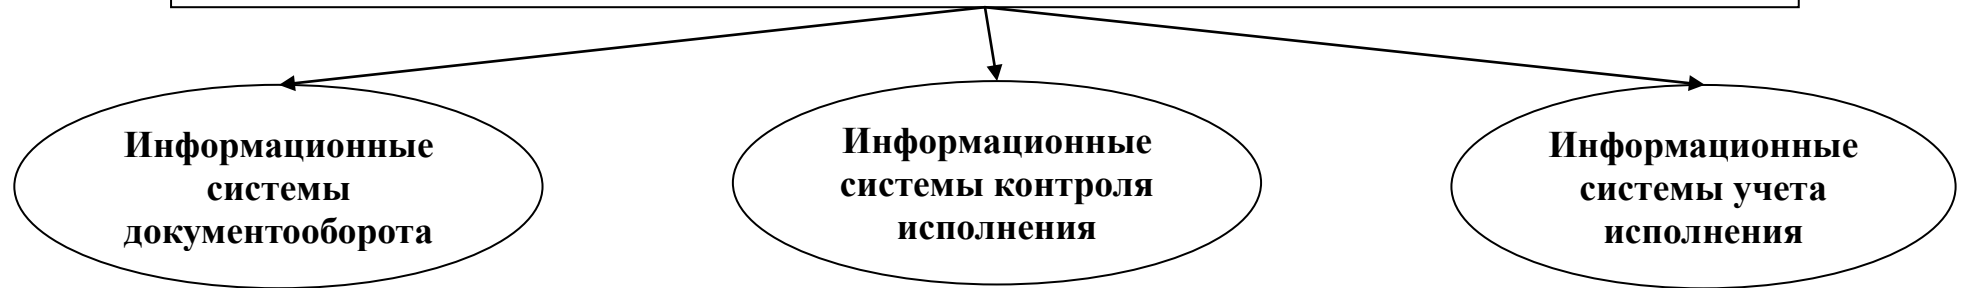 Информационные
системы
документооборота
Информационные
системы контроля
исполнения
Информационные
системы учета
исполнения